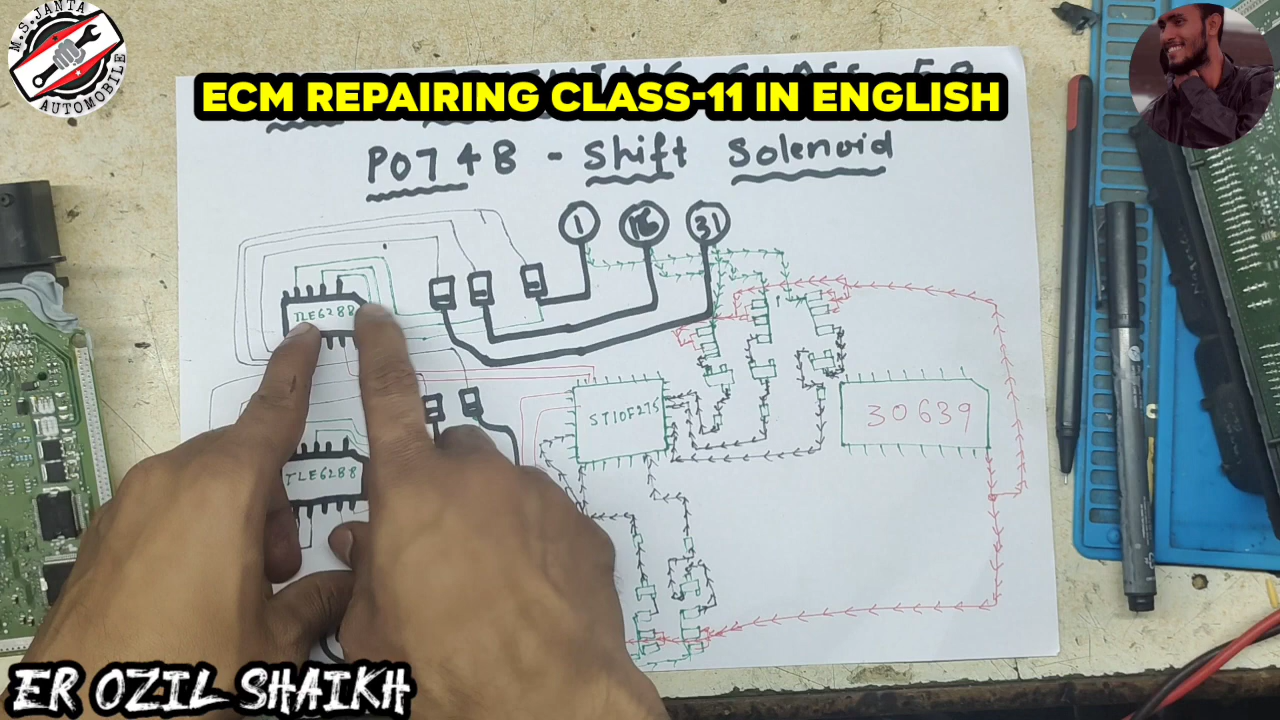 M.S.JANTA
AUTOMOBILE
ECM REPAIRING CLASS-11 IN ENGLISH
P0748 - Shift Solenoid
1
16
31
TLE6288
ST10F275
30639
TLE6288
ER OZIL SHAIKH